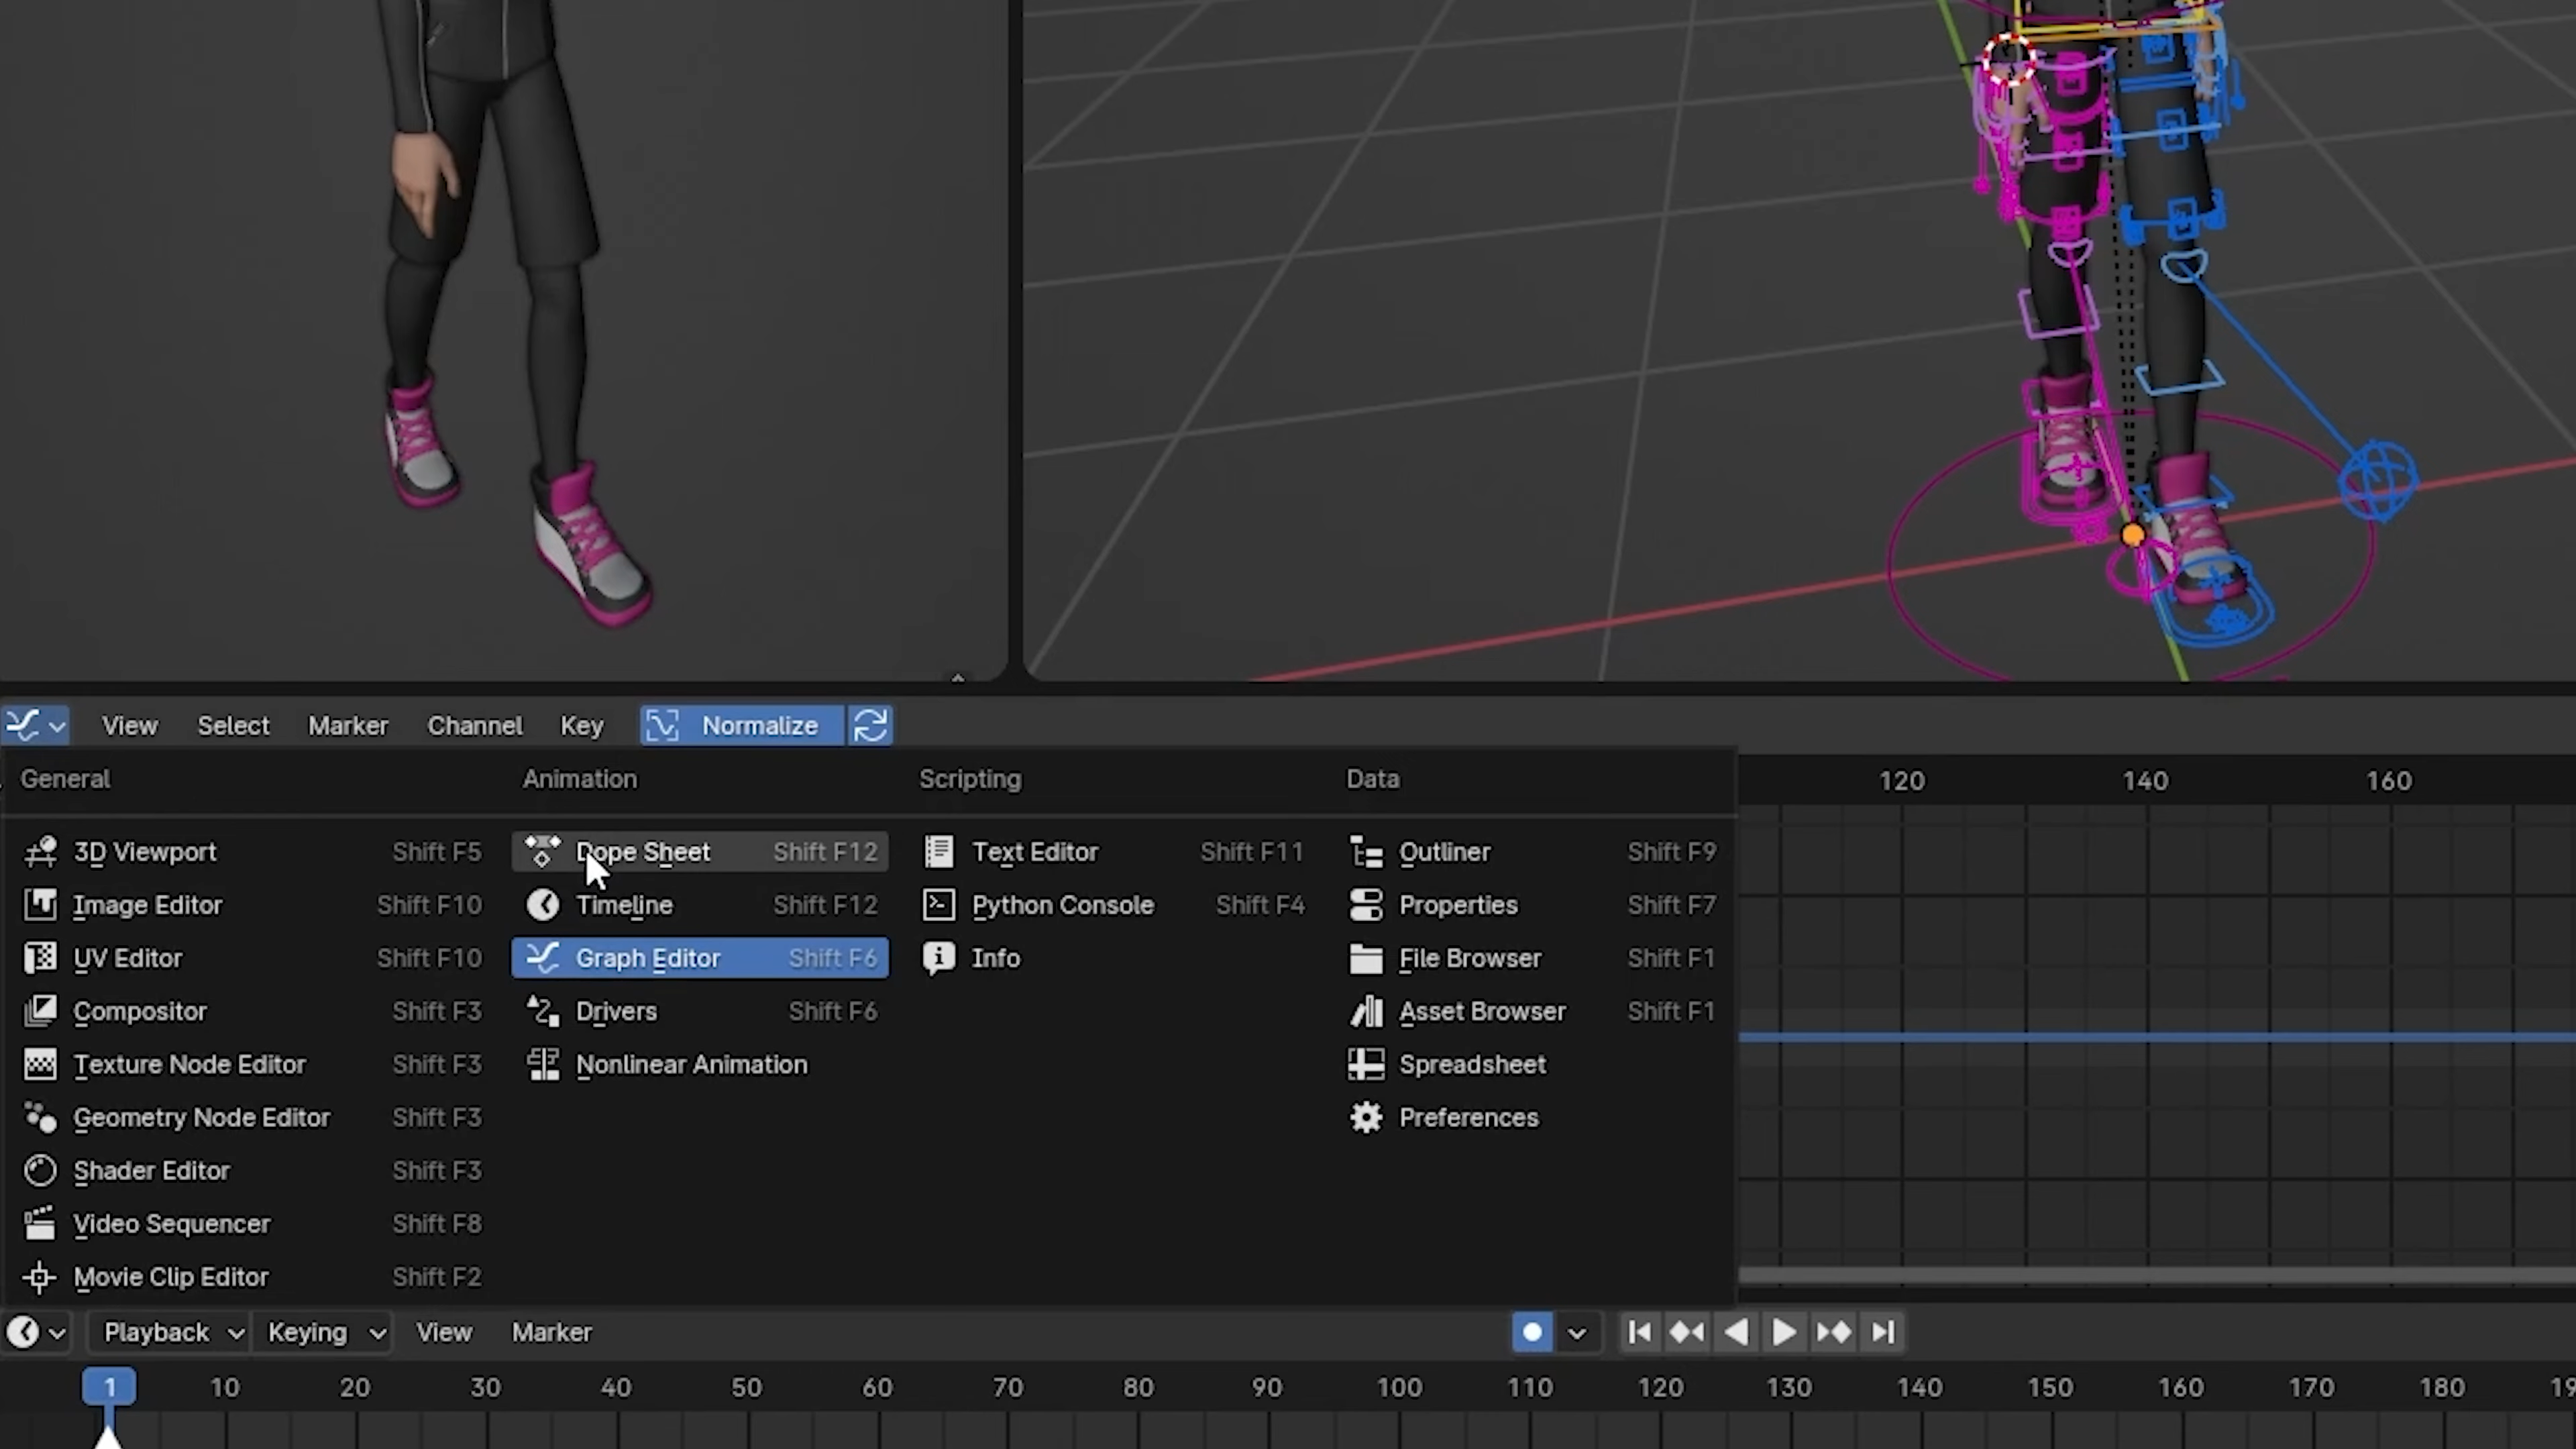 View Select Marker Channel Key Normalize
General Animation Scripting Data 120 140 160
3D Viewport Shift F5 Dope Sheet Shift F12 Text Editor Shift F11 Outliner Shift F9
Image Editor Shift F10 Timeline Shift F12 Python Console Shift F4 Properties Shift F7
UV Editor Shift F10 Graph Editor Shift F6 Info File Browser Shift F1
Compositor Shift F3 Drivers Shift F6 Asset Browser Shift F1
Texture Node Editor Shift F3 Nonlinear Animation Spreadsheet
Geometry Node Editor Shift F3 Preferences
Shader Editor Shift F3
Video Sequencer Shift F8
Movie Clip Editor Shift F2
Playback Keying View Marker
1 10 20 30 40 50 60 70 80 90 100 110 120 130 140 150 160 170 180